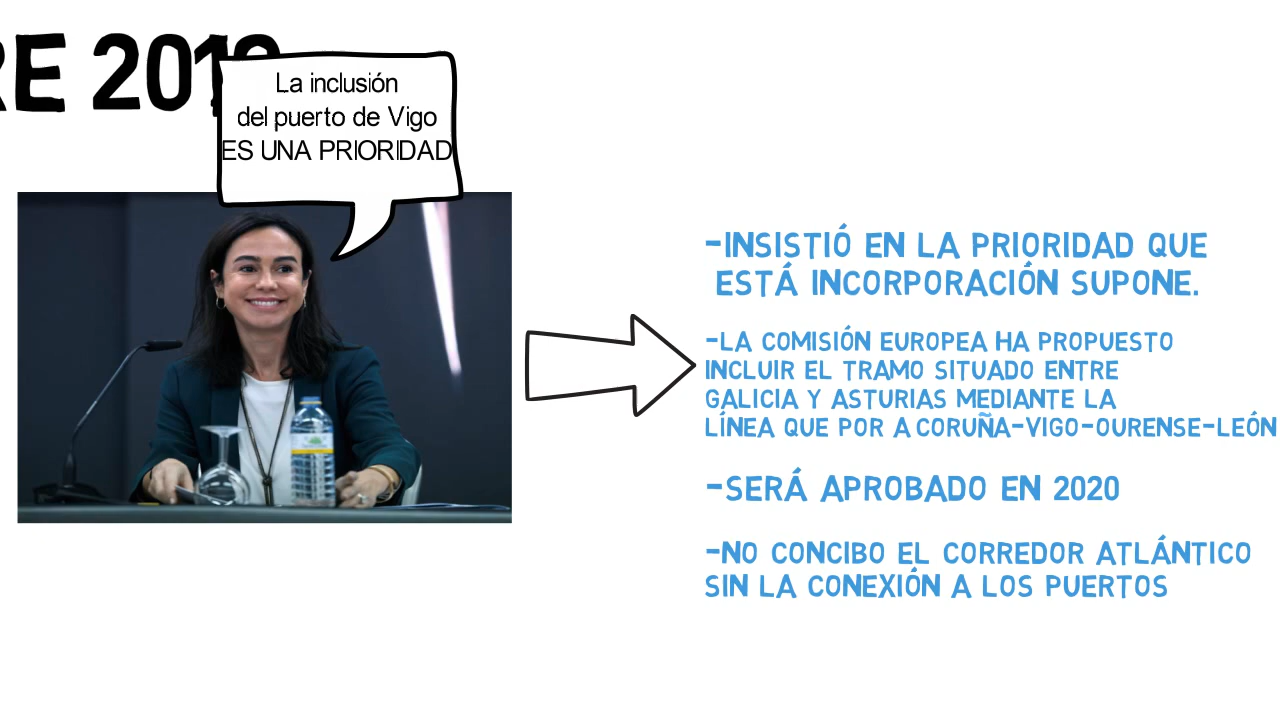 RE 2019
La inclusión
del puerto de Vigo
ES UNA PRIORIDAD
-INSISTIÓ EN LA PRIORIDAD QUE
ESTÁ INCORPORACIÓN SUPONE.
-LA COMISIÓN EUROPEA HA PROPUESTO
INCLUIR EL TRAMO SITUADO ENTRE
GALICIA Y ASTURIAS MEDIANTE LA
LÍNEA QUE POR A CORUÑA-VIGO-OURENSE-LEÓN
-SERÁ APROBADO EN 2020
-NO CONCIBO EL CORREDOR ATLÁNTICO
SIN LA CONEXIÓN A LOS PUERTOS